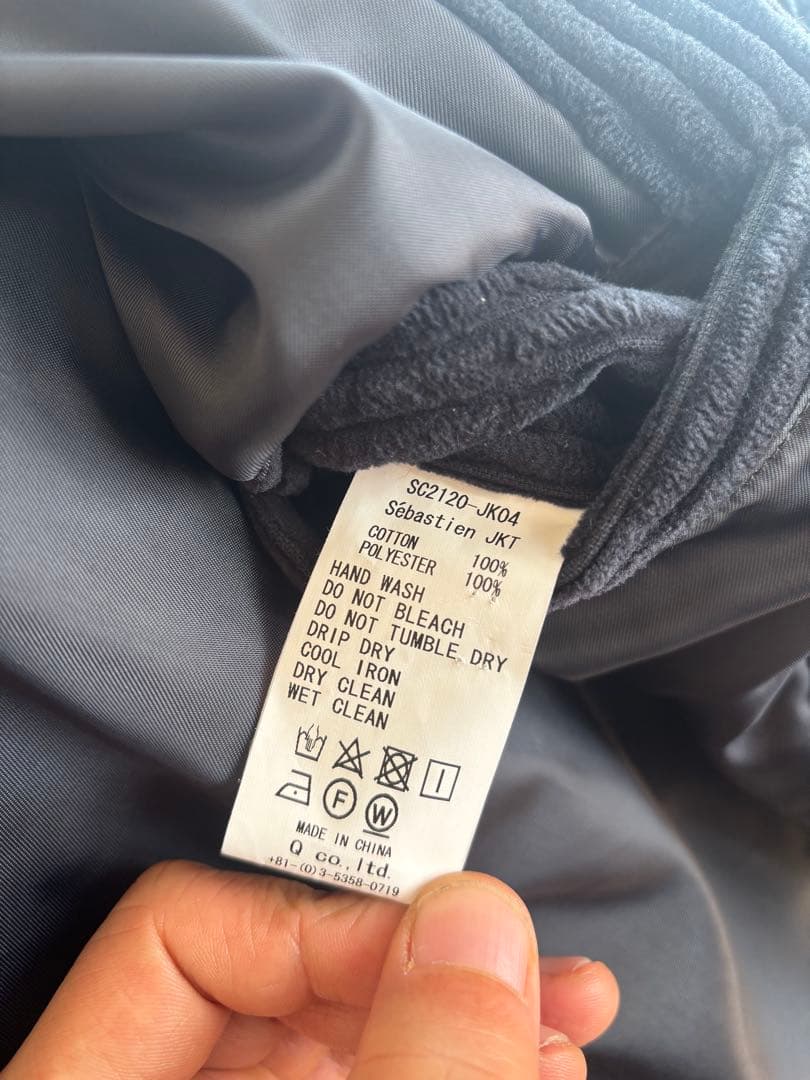 SC2120-JK04
Sébastien JKT
COTTON 100%
POLYESTER 100%
HAND WASH
DO NOT BLEACH
DO NOT TUMBLE DRY
DRIP DRY
COOL IRON
DRY CLEAN
WET CLEAN
F W
MADE IN CHINA
Q co.,ltd.
+81-(0)3-5358-0719